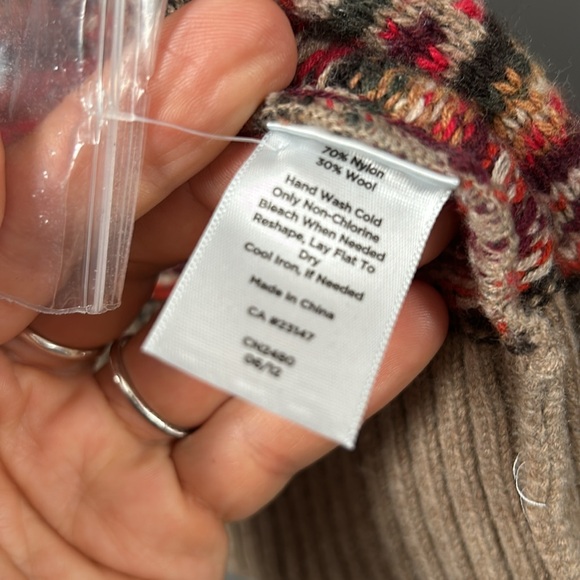 70% Nylon
30% Wool
Hand Wash Cold
Only Non-Chlorine
Bleach When Needed
Reshape, Lay Flat To
Dry
Cool Iron, If Needed
Made in China
CA #23147
CN2480
06/12